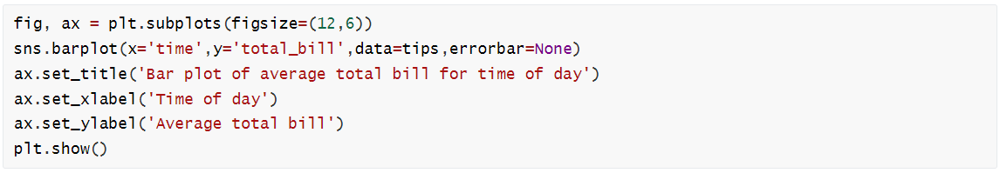 fig, ax = plt.subplots(figsize=(12,6))
sns.barplot(x='time',y='total_bill',data=tips,errorbar=None)
ax.set_title('Bar plot of average total bill for time of day')
ax.set_xlabel('Time of day')
ax.set_ylabel('Average total bill')
plt.show()